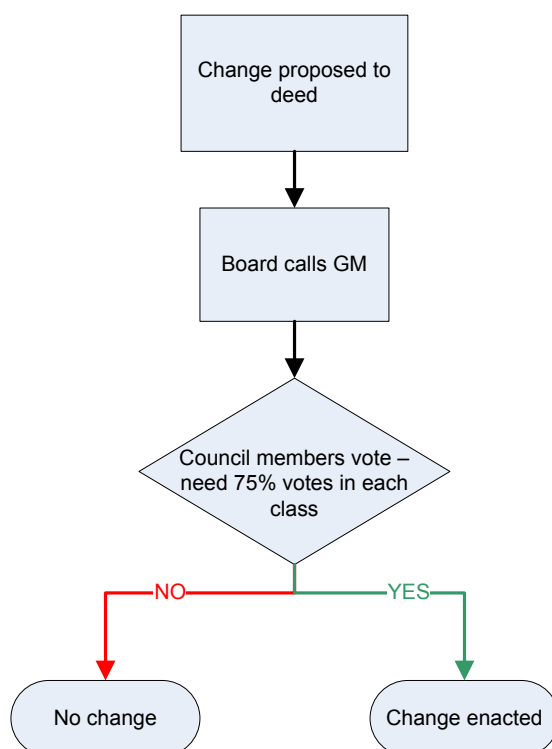 Change proposed to
deed
Board calls GM
Council members vote –
need 75% votes in each
class
NO
YES
No change
Change enacted